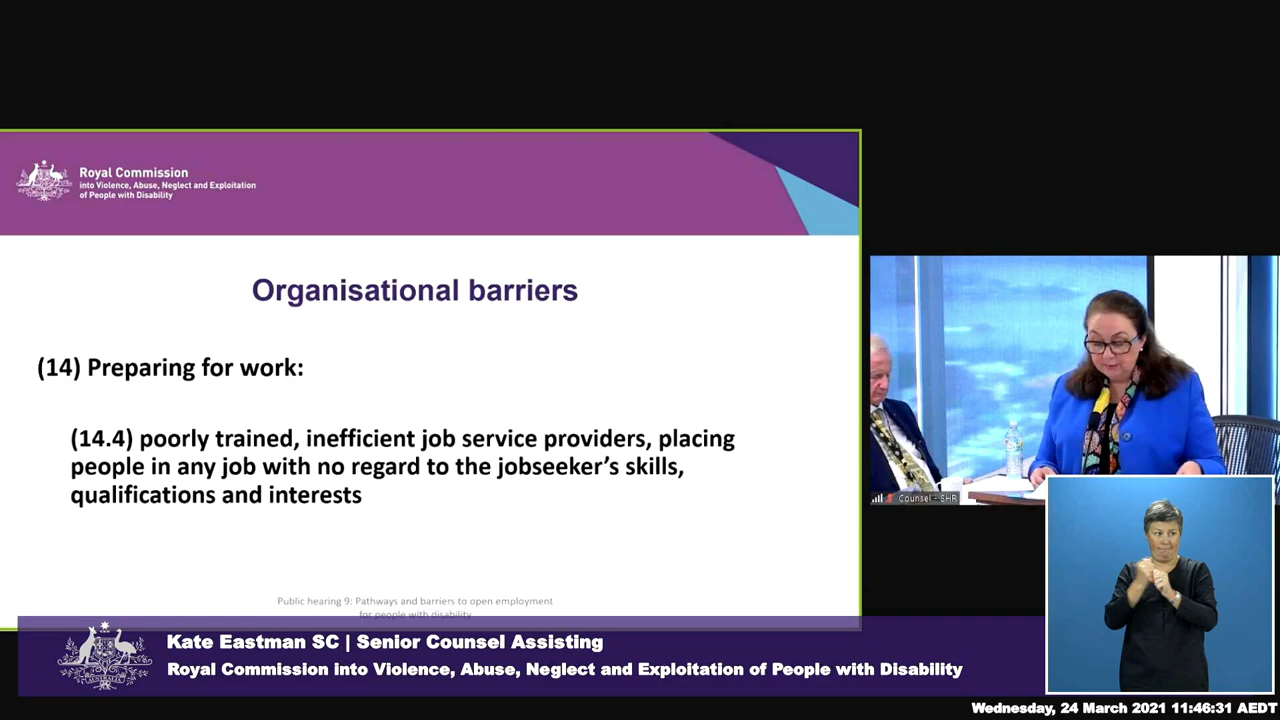 Royal Commission
into Violence, Abuse, Neglect and Exploitation
of People with Disability
Organisational barriers
(14) Preparing for work:
(14.4) poorly trained, inefficient job service providers, placing
people in any job with no regard to the jobseeker's skills,
qualifications and interests
Public hearing 9: Pathways and barriers to open employment
for people with disability
Counsel - SHR
Kate Eastman SC | Senior Counsel Assisting
Royal Commission into Violence, Abuse, Neglect and Exploitation of People with Disability
Wednesday, 24 March 2021 11:46:31 AEDT